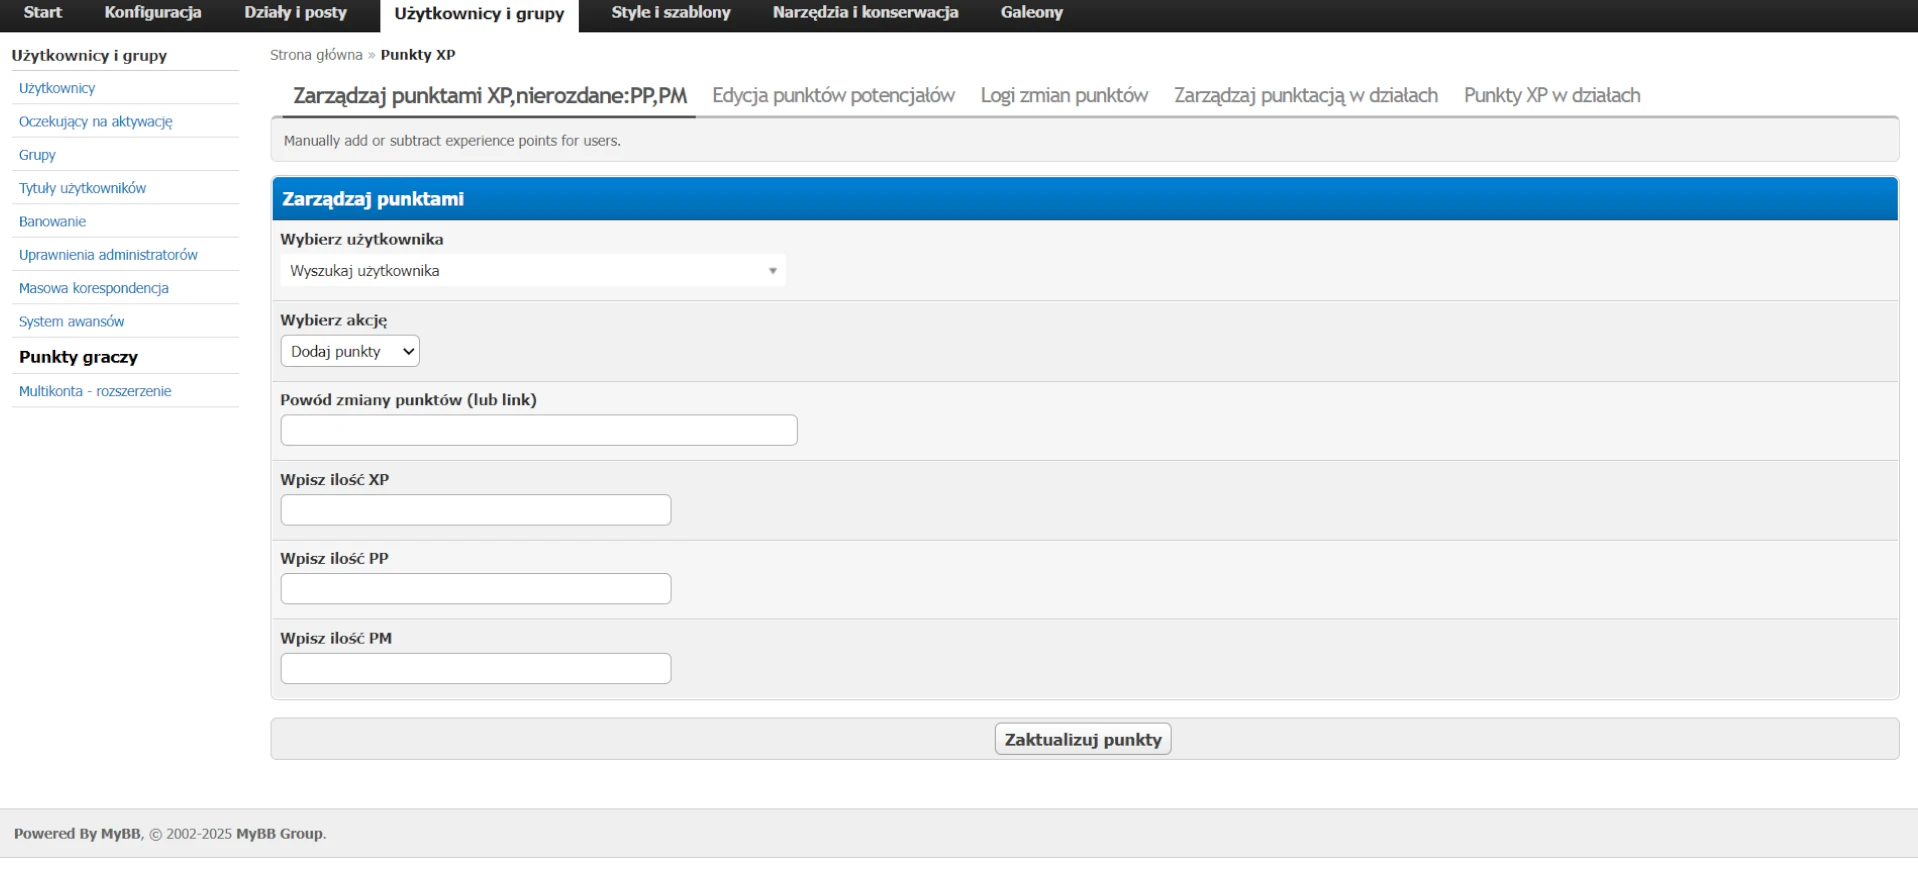 Start Konfiguracja Działy i posty Użytkownicy i grupy Style i szablony Narzędzia i konserwacja Galeony
Użytkownicy i grupy
Użytkownicy
Oczekujący na aktywację
Grupy
Tytuły użytkowników
Banowanie
Uprawnienia administratorów
Masowa korespondencja
System awansów
Punkty graczy
Multikonta - rozszerzenie
Strona główna » Punkty XP
Zarządzaj punktami XP,nierozdane:PP,PM Edycja punktów potencjałów Logi zmian punktów Zarządzaj punktacją w działach Punkty XP w działach
Manually add or subtract experience points for users.
Zarządzaj punktami
Wybierz użytkownika
Wyszukaj użytkownika
Wybierz akcję
Dodaj punkty
Powód zmiany punktów (lub link)
Wpisz ilość XP
Wpisz ilość PP
Wpisz ilość PM
Zaktualizuj punkty
Powered By MyBB, © 2002-2025 MyBB Group.